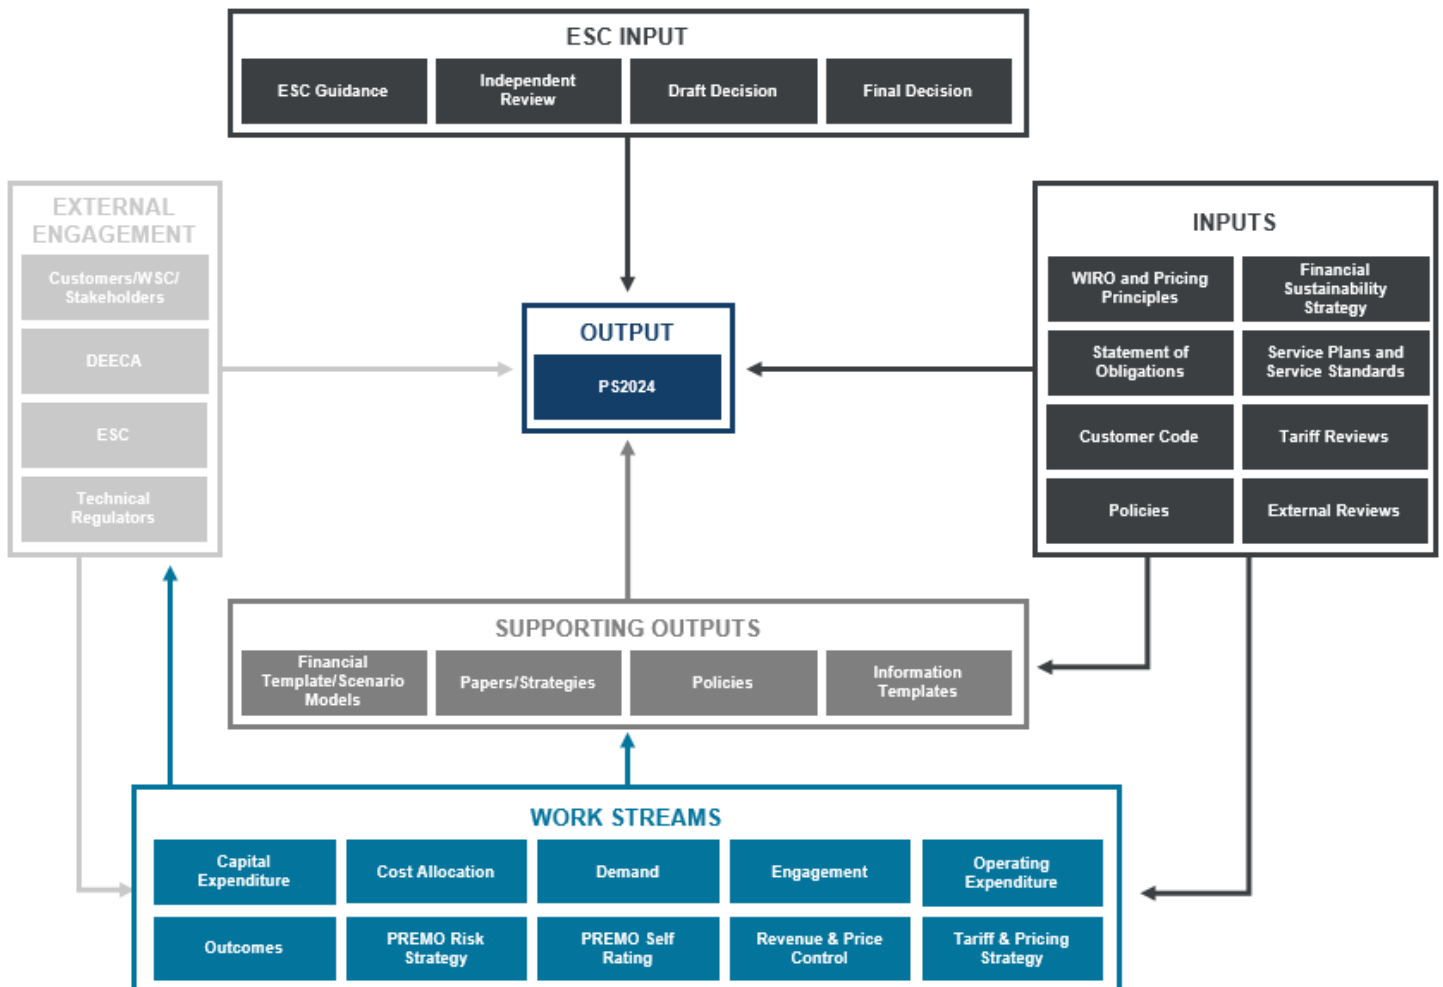 ESC INPUT
ESC Guidance
Independent
Review
Draft Decision
Final Decision
EXTERNAL
ENGAGEMENT
Customers/WSC/
Stakeholders
DEECA
ESC
Technical
Regulators
OUTPUT
PS2024
INPUTS
WIRO and Pricing
Principles
Financial
Sustainability
Strategy
Statement of
Obligations
Service Plans and
Service Standards
Customer Code
Tariff Reviews
Policies
External Reviews
SUPPORTING OUTPUTS
Financial
Template/Scenario
Models
Papers/Strategies
Policies
Information
Templates
WORK STREAMS
Capital
Expenditure
Cost Allocation
Demand
Engagement
Operating
Expenditure
Outcomes
PREMO Risk
Strategy
PREMO Self
Rating
Revenue & Price
Control
Tariff & Pricing
Strategy